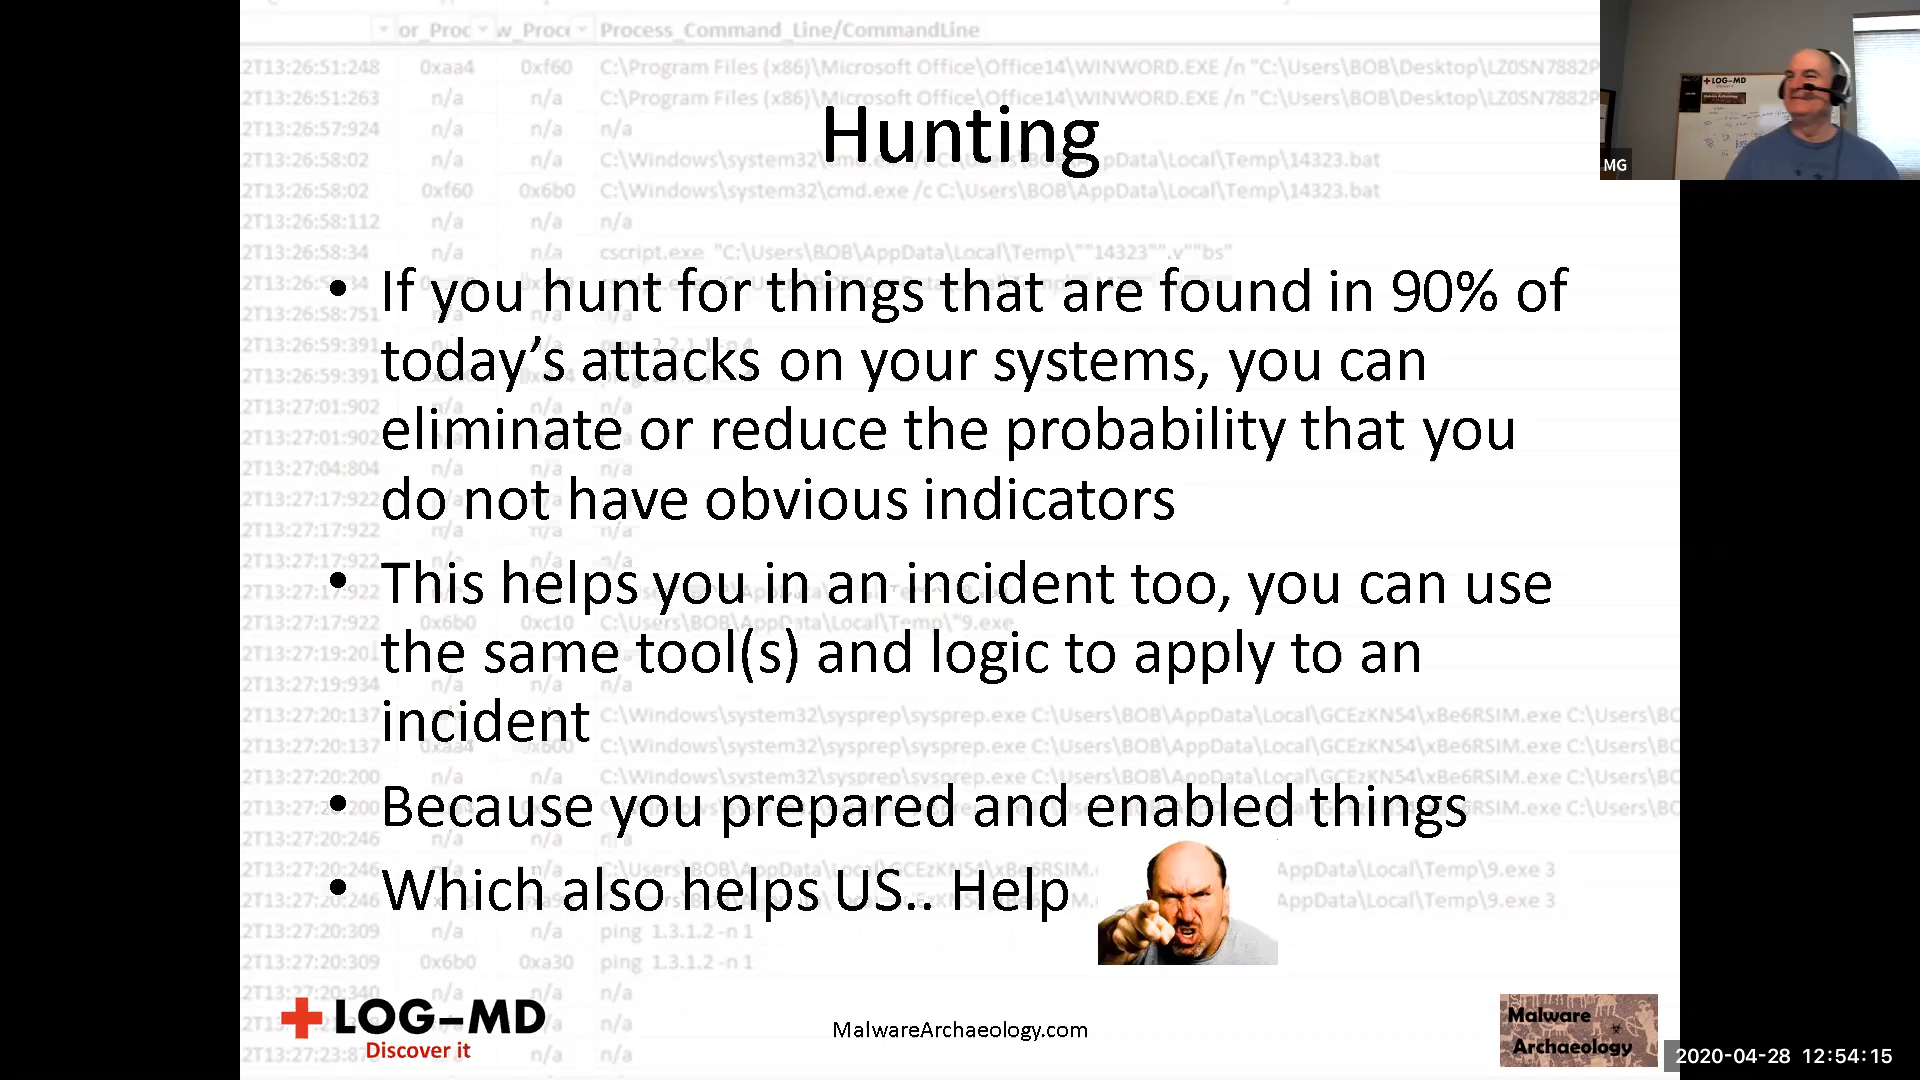 or_Proc w_Proce Process_Command_Line/CommandLine
2T13:26:51:248 0xaa4 0xf60 C:\Program Files (x86)\Microsoft Office\Office14\WINWORD.EXE /n "C:\Users\BOB\Desktop\LZ0SN7882P
2T13:26:51:263 n/a n/a C:\Program Files (x86)\Microsoft Office\Office14\WINWORD.EXE /n "C:\Users\BOB\Desktop\LZ0SN7882P
LOG-MD
Hunting
2T13:26:57:924 n/a n/a n/a
2T13:26:58:02 n/a n/a C:\Windows\system32\cmd.exe /c C:\Users\BOB\AppData\Local\Temp\14323.bat
MG
2T13:26:58:02 0xf60 0x6b0 C:\Windows\system32\cmd.exe /c C:\Users\BOB\AppData\Local\Temp\14323.bat
2T13:26:58:112 n/a n/a n/a
2T13:26:58:34 n/a n/a cscript.exe "C:\Users\BOB\AppData\Local\Temp\""14323"".v""bs"
• If you hunt for things that are found in 90% of
2T13:26:58:751
today's attacks on your systems, you can
2T13:26:59:391
2T13:26:59:391
2T13:27:01:902 n/a n/a n/a
eliminate or reduce the probability that you
2T13:27:01:902
2T13:27:04:804 n/a n/a n/a
do not have obvious indicators
2T13:27:17:922
2T13:27:17:922 n/a n/a n/a
2T13:27:17:922 n/a n/a
• This helps you in an incident too, you can use
2T13:27:17:922
2T13:27:17:922 0x6b0 0xc10 C:\Users\BOB\AppData\Local\Temp\"9.exe
the same tool(s) and logic to apply to an
2T13:27:19:934 n/a n/a n/a
incident
2T13:27:20:137 C:\Windows\system32\sysprep\sysprep.exe C:\Users\BOB\AppData\Local\GCEzKN54\xBe6RSIM.exe C:\Users\BO
2T13:27:20:137 0xaa4 0x600 C:\Windows\system32\sysprep\sysprep.exe C:\Users\BOB\AppData\Local\GCEzKN54\xBe6RSIM.exe C:\Users\BO
2T13:27:20:200 n/a n/a C:\Windows\system32\sysprep\sysprep.exe C:\Users\BOB\AppData\Local\GCEzKN54\xBe6RSIM.exe C:\Users\BO
• Because you prepared and enabled things
2T13:27:20:246 n/a n/a
2T13:27:20:246 n/a C:\Users\BOB\AppData\Local\GCEzKN54\xBe6RSIM. AppData\Local\Temp\9.exe 3
• Which also helps US.. Help
2T13:27:20:246 AppData\Local\Temp\9.exe 3
2T13:27:20:309 n/a n/a ping 1.3.1.2 -n 1
2T13:27:20:309 0x6b0 0xa30 ping 1.3.1.2 -n 1
2T13:27:20:340 n/a n/a n/a
LOG-MD
Discover it
n/a n/a
2T13:27:23:87 n/a n/a
MalwareArchaeology.com
Malware
Archaeology
2020-04-28 12:54:15